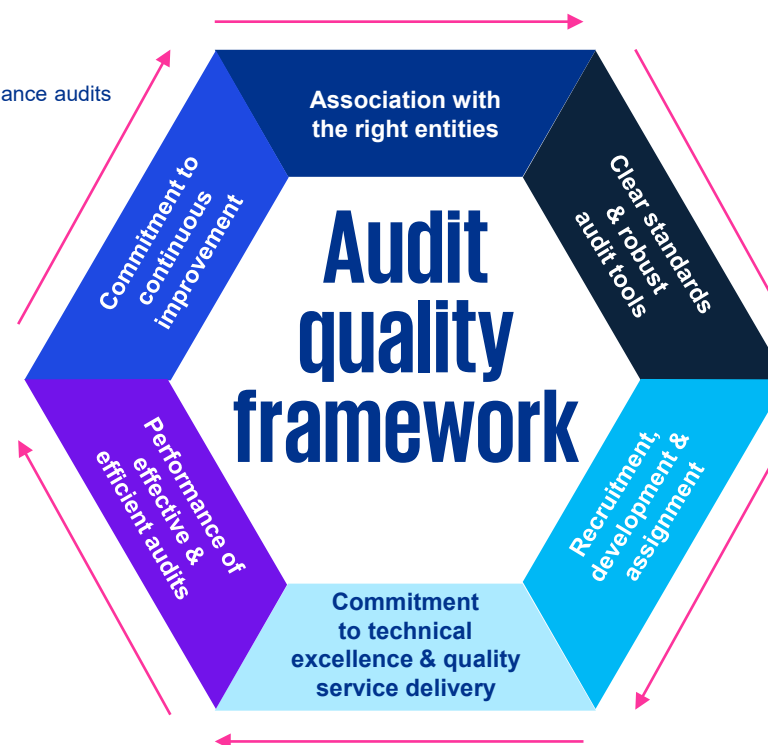 ance audits
Association with
the right entities
Clear standards
& robust
audit tools
Recruitment,
development &
assignment
Commitment
to technical
excellence & quality
service delivery
Performance of
effective &
efficient audits
Commitment to
continuous
improvement
Audit
quality
framework